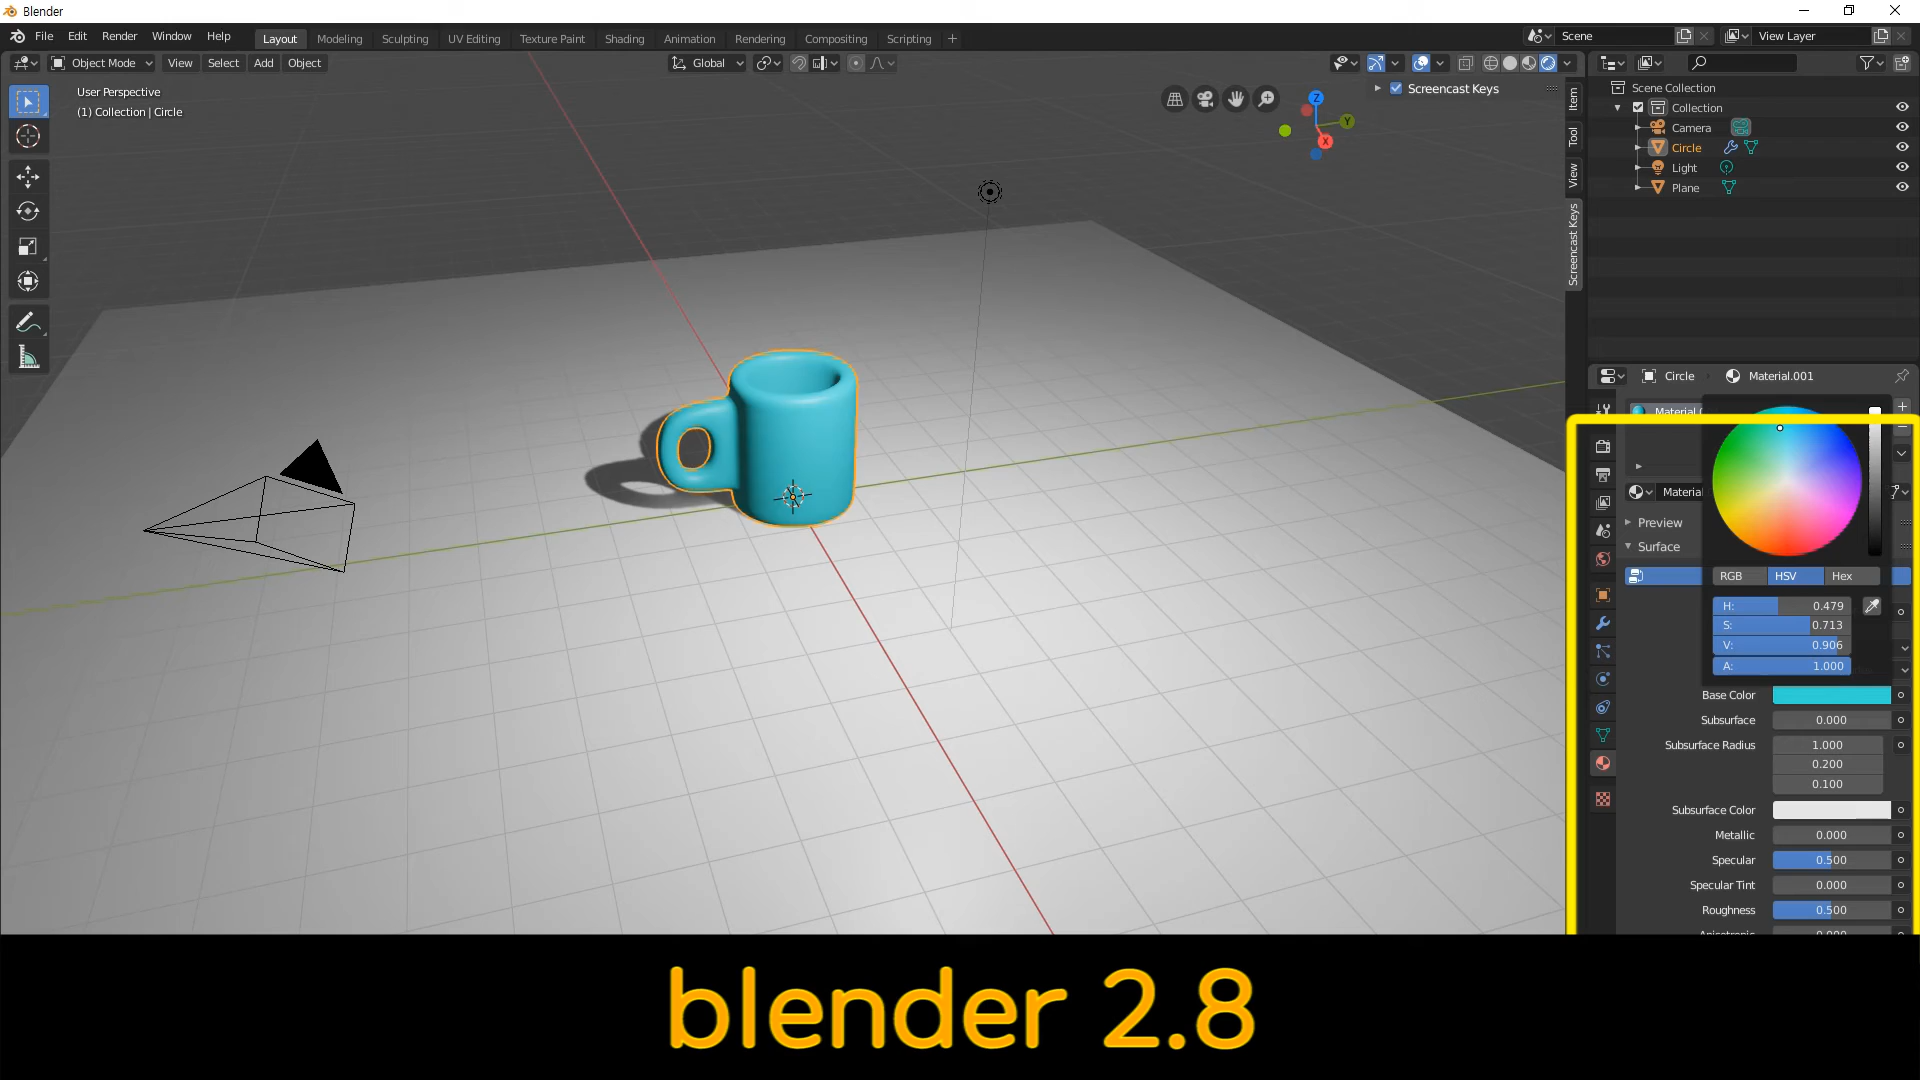 Blender
File Edit Render Window Help Layout Modeling Sculpting UV Editing Texture Paint Shading Animation Rendering Compositing Scripting + Scene View Layer
Object Mode View Select Add Object Global
User Perspective
(1) Collection | Circle
Screencast Keys
Z
Y
X
Item
Tool
View
Screencast Keys
Scene Collection
Collection
Camera
Circle
Light
Plane
Circle Material.001
Material.0
Material
Preview
Surface
RGB HSV Hex
H: 0.479
S: 0.713
V: 0.906
A: 1.000
Base Color
Subsurface 0.000
Subsurface Radius 1.000
0.200
0.100
Subsurface Color
Metallic 0.000
Specular 0.500
Specular Tint 0.000
Roughness 0.500
blender 2.8